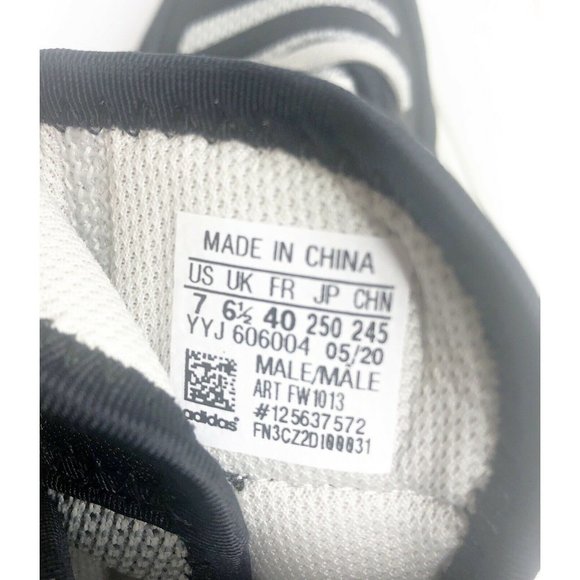 MADE IN CHINA
US UK FR JP CHN
7 6½ 40 250 245
YYJ 606004 05/20
MALE/MÂLE
ART FW1013
#125637572
adidas FN3CZ2DI00031